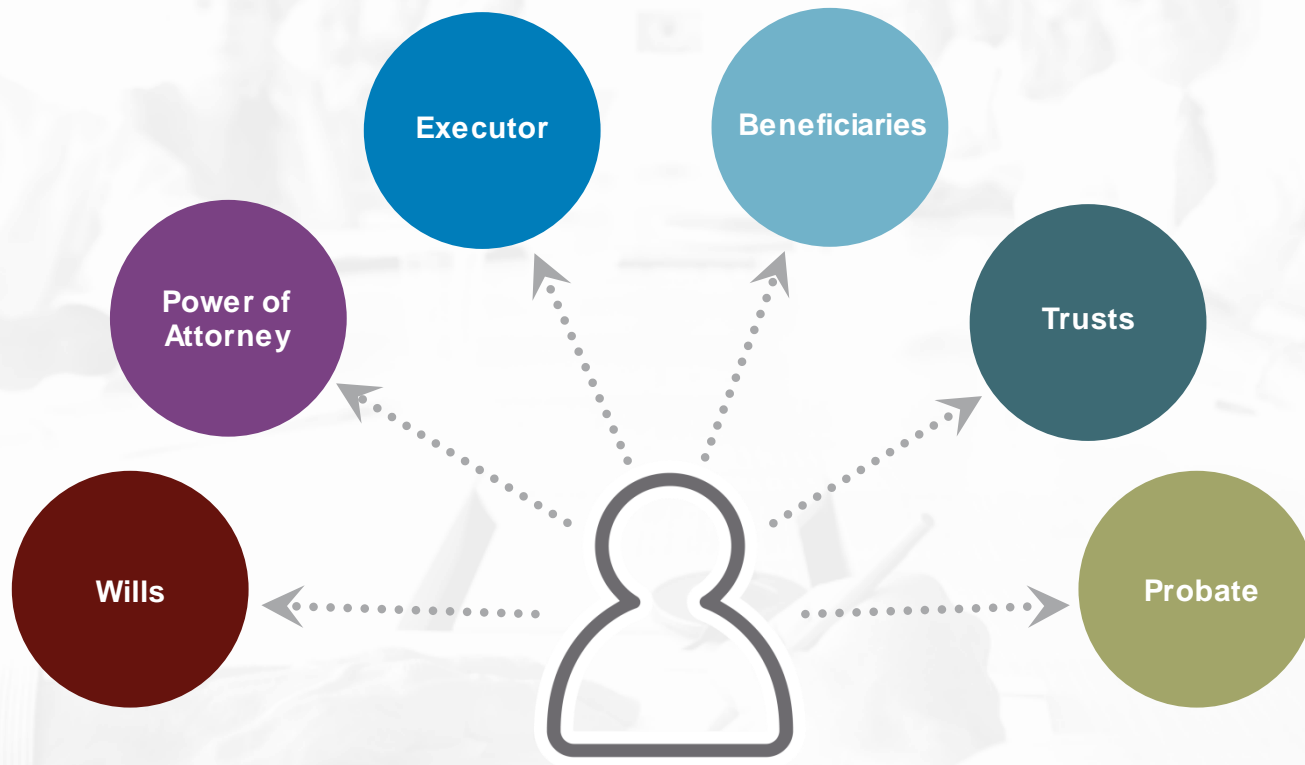 Executor
Beneficiaries
Power of
Attorney
Trusts
Wills
Probate